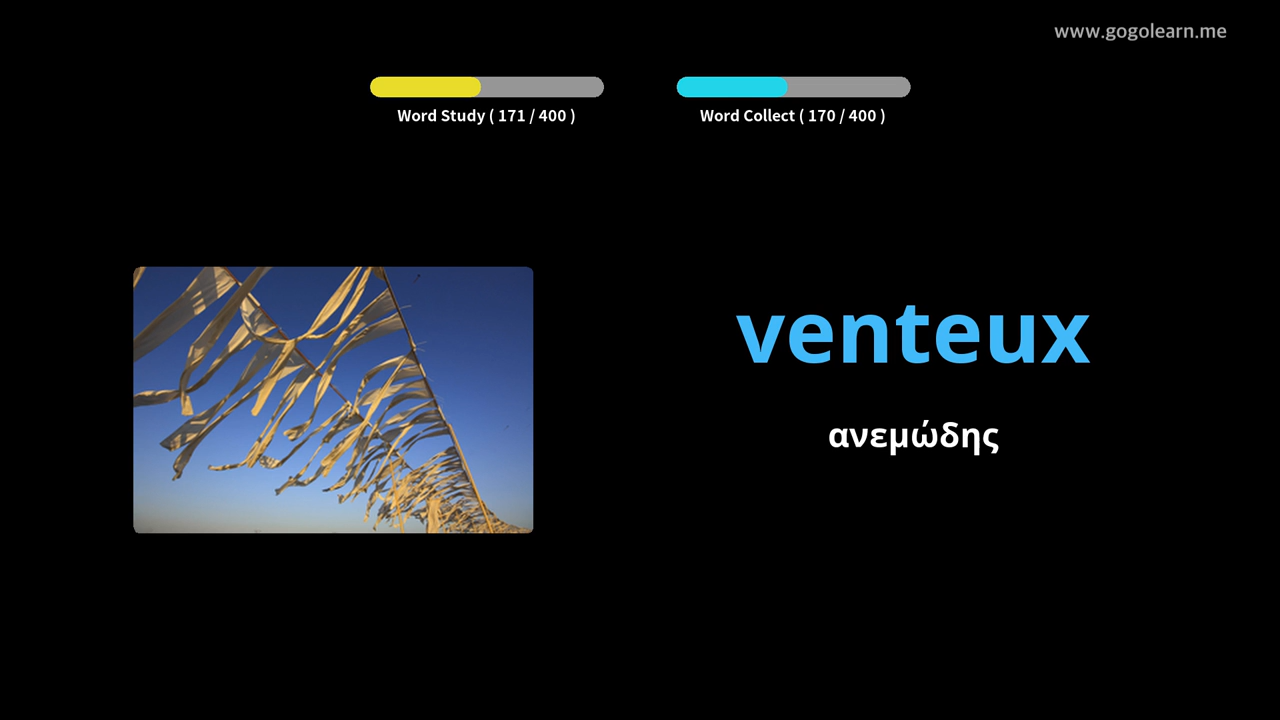 www.gogolearn.me
Word Study ( 171 / 400 )
Word Collect ( 170 / 400 )
venteux
ανεμώδης